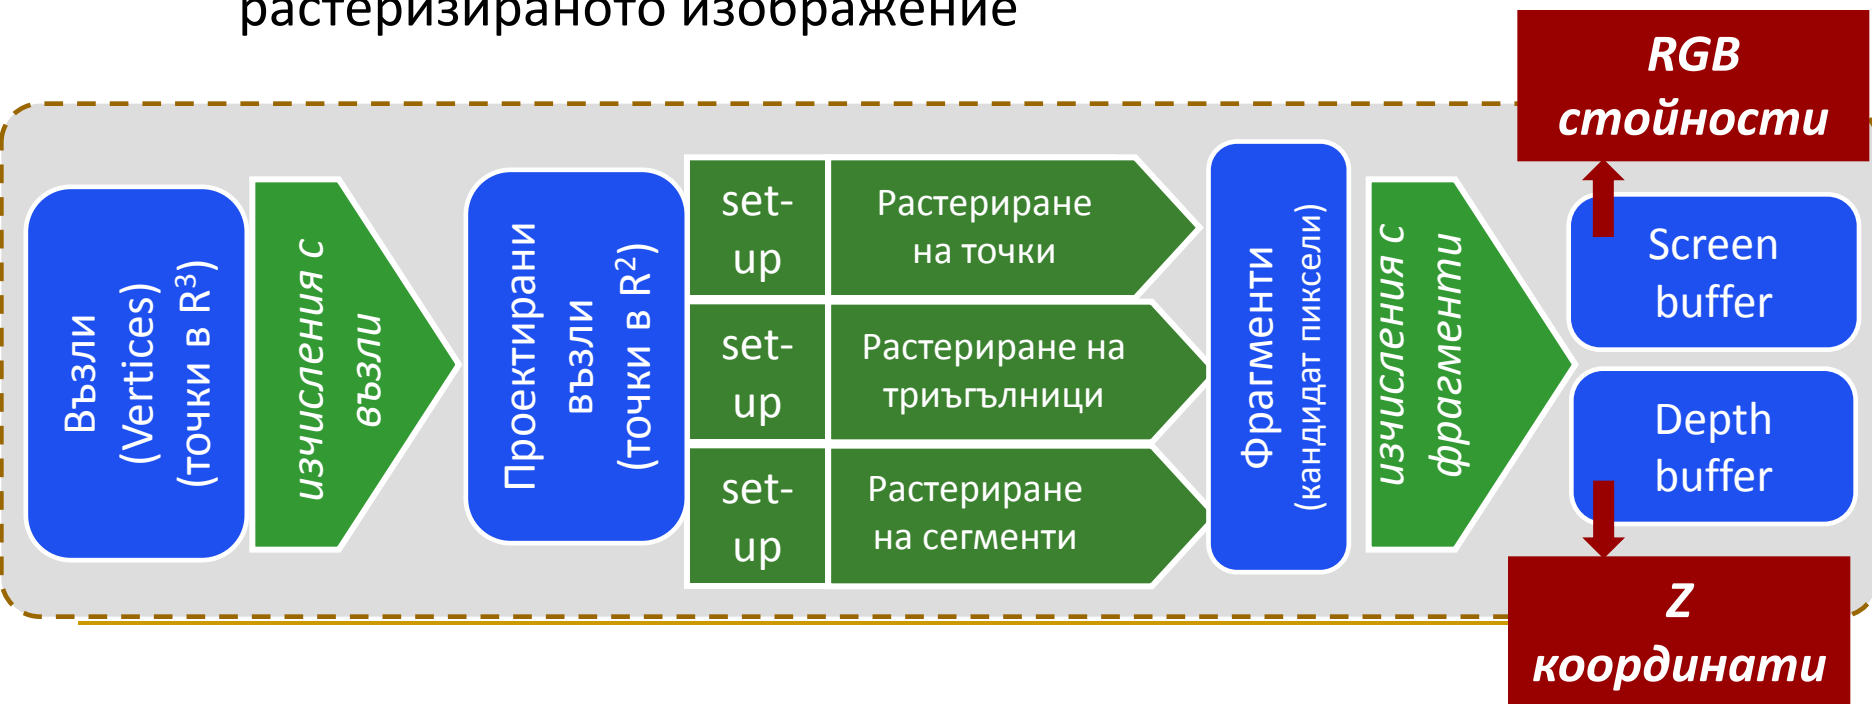 растеризираното изображение
RGB
стойности
Възли
(Vertices)
(точки в R³)
изчисления с
възли
Проектирани
възли
(точки в R²)
set-
up
Растериране
на точки
set-
up
Растериране на
триъгълници
set-
up
Растериране
на сегменти
Фрагменти
(кандидат пиксели)
изчисления с
фрагменти
Screen
buffer
Depth
buffer
Z
координати